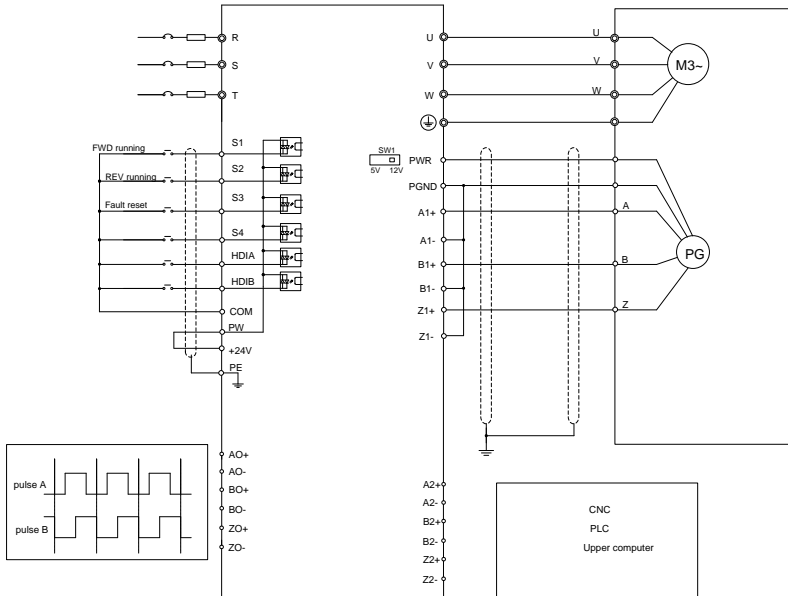 R
S
T
FWD running
S1
REV running
S2
Fault reset
S3
S4
HDIA
HDIB
COM
PW
+24V
PE
U
V
W
U
V
W
M3~
SW1
5V 12V
PWR
PGND
A1+
A1-
B1+
B1-
Z1+
Z1-
A
B
Z
PG
pulse A
pulse B
AO+
AO-
BO+
BO-
ZO+
ZO-
A2+
A2-
B2+
B2-
Z2+
Z2-
CNC
PLC
Upper computer